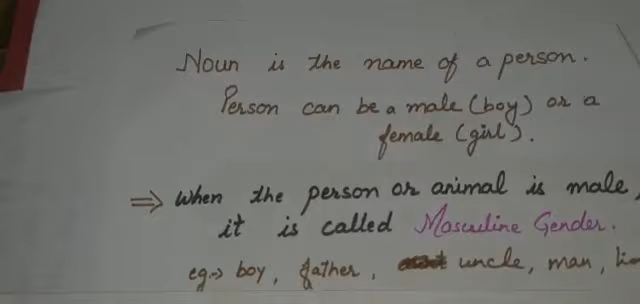 Noun is the name of a person.
Person can be a male (boy) or a
female (girl).
⇒ when the person or animal is male,
it is called Masculine Gender.
eg → boy, father, uncle, man,